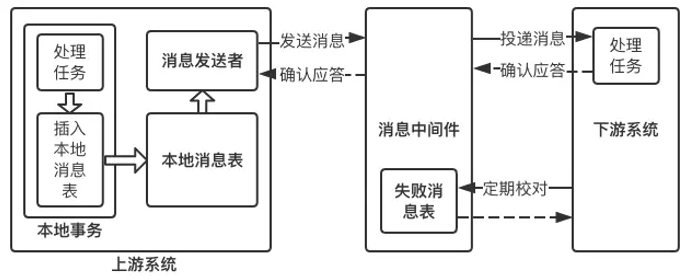 处理
任务
插入
本地
消息
表
本地事务
消息发送者
本地消息表
上游系统
发送消息
确认应答
消息中间件
失败消
息表
投递消息
确认应答
定期校对
处理
任务
下游系统